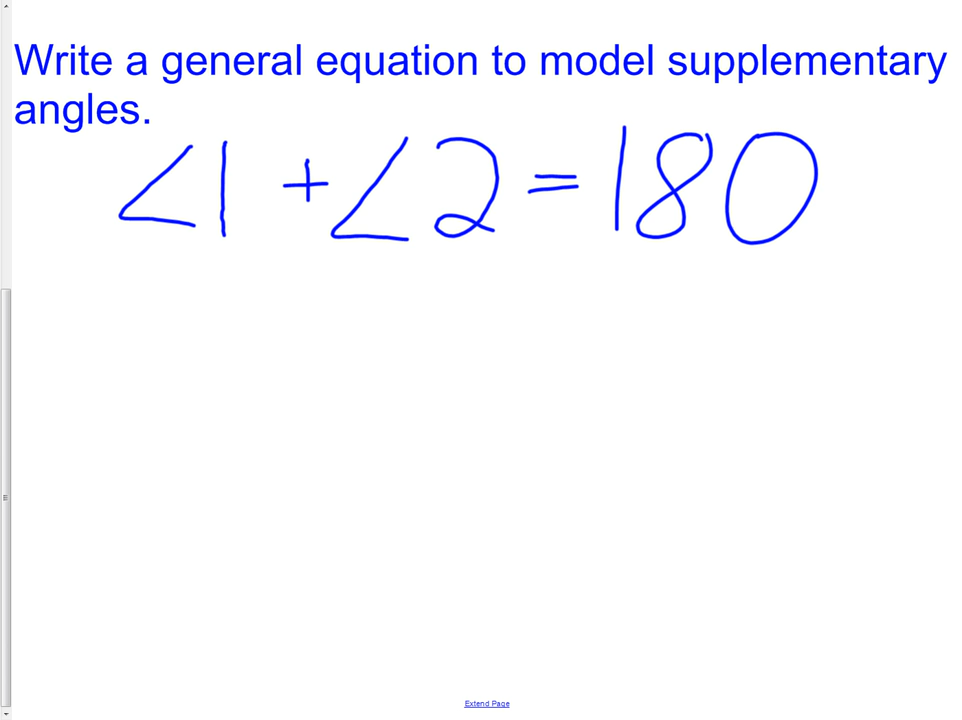 Write a general equation to model supplementary
angles.
∠1 + ∠2 = 180
Extend Page